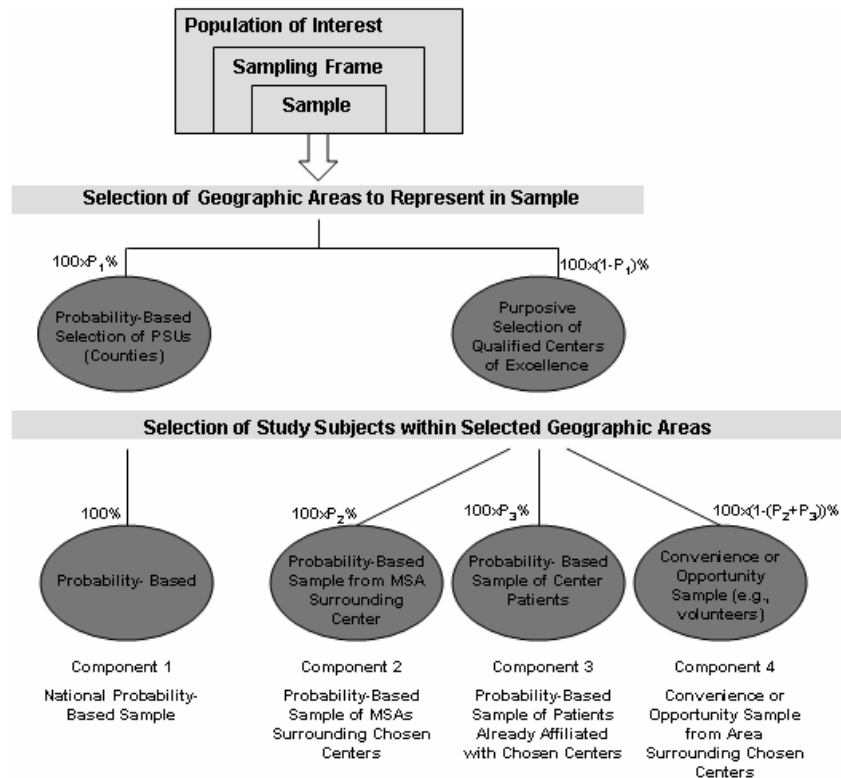 Population of Interest
Sampling Frame
Sample
Selection of Geographic Areas to Represent in Sample
100xP1%
100x(1-P1)%
Probability-Based
Selection of PSUs
(Counties)
Purposive
Selection of
Qualified Centers
of Excellence
Selection of Study Subjects within Selected Geographic Areas
100%
100xP2%
100xP3%
100x(1-(P2+P3))%
Probability- Based
Probability-Based
Sample from MSA
Surrounding
Center
Probability- Based
Sample of Center
Patients
Convenience or
Opportunity
Sample (e.g.,
volunteers)
Component 1
National Probability-
Based Sample
Component 2
Probability-Based
Sample of MSAs
Surrounding Chosen
Centers
Component 3
Probability-Based
Sample of Patients
Already Affiliated
with Chosen Centers
Component 4
Convenience or
Opportunity Sample
from Area
Surrounding Chosen
Centers